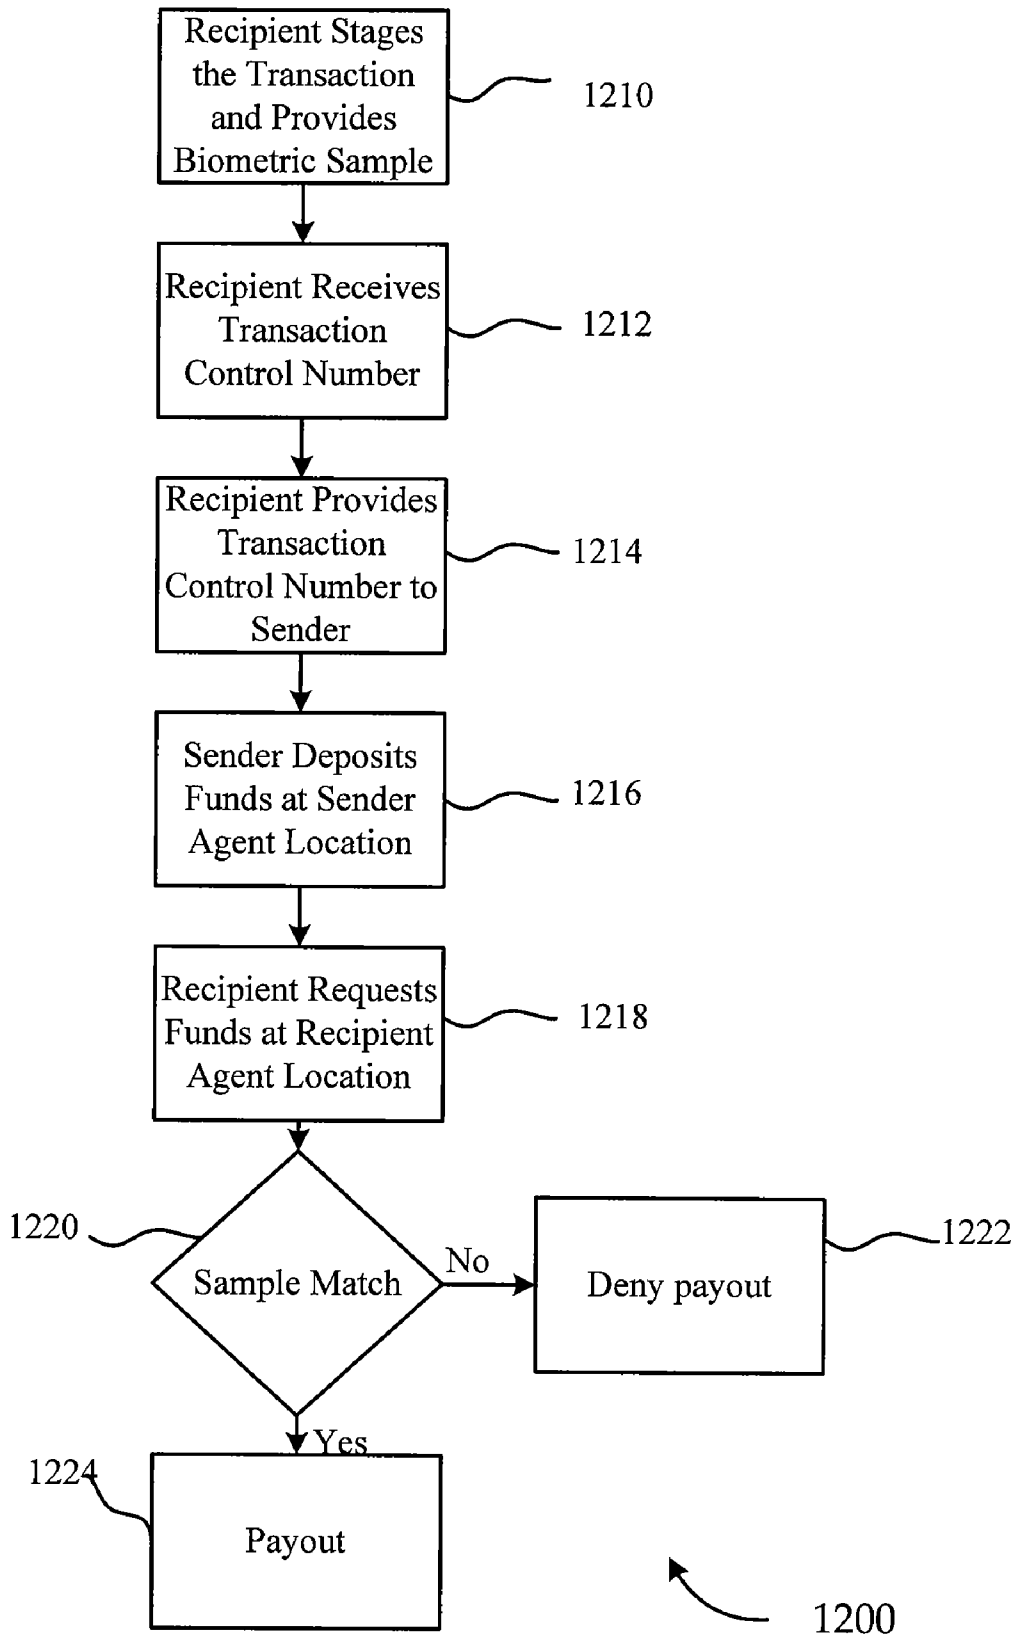 Recipient Stages
the Transaction
and Provides
Biometric Sample
1210
Recipient Receives
Transaction
Control Number
1212
Recipient Provides
Transaction
Control Number to
Sender
1214
Sender Deposits
Funds at Sender
Agent Location
1216
Recipient Requests
Funds at Recipient
Agent Location
1218
1220
Sample Match
No
Deny payout
1222
Yes
1224
Payout
1200